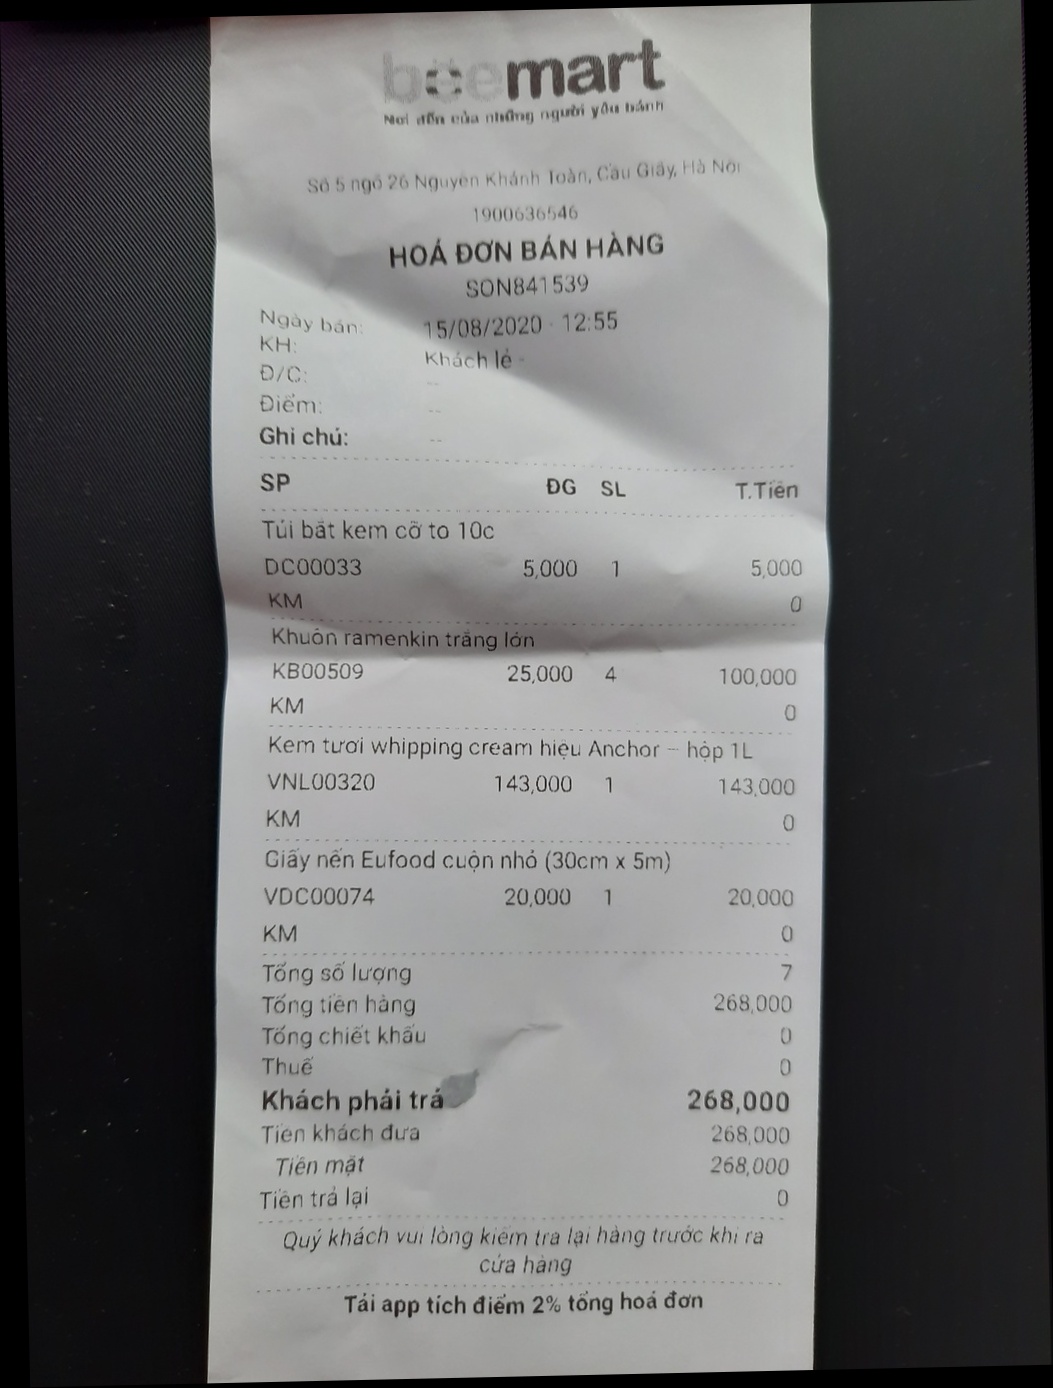 beemart
Nơi đến của những người yêu bánh
Số 5 ngõ 26 Nguyễn Khánh Toàn, Cầu Giấy, Hà Nội
1900636546
HOÁ ĐƠN BÁN HÀNG
SON841539
Ngày bán: 15/08/2020 - 12:55
KH: Khách lẻ -
Đ/C: --
Điểm: --
Ghi chú: --
SP ĐG SL T.Tiền
Túi bắt kem cỡ to 10c
DC00033 5,000 1 5,000
KM 0
Khuôn ramenkin trắng lớn
KB00509 25,000 4 100,000
KM 0
Kem tươi whipping cream hiệu Anchor – hộp 1L
VNL00320 143,000 1 143,000
KM 0
Giấy nến Eufood cuộn nhỏ (30cm x 5m)
VDC00074 20,000 1 20,000
KM 0
Tổng số lượng 7
Tổng tiền hàng 268,000
Tổng chiết khấu 0
Thuế 0
Khách phải trả 268,000
Tiền khách đưa 268,000
Tiền mặt 268,000
Tiền trả lại 0
Quý khách vui lòng kiểm tra lại hàng trước khi ra
cửa hàng
Tải app tích điểm 2% tổng hoá đơn